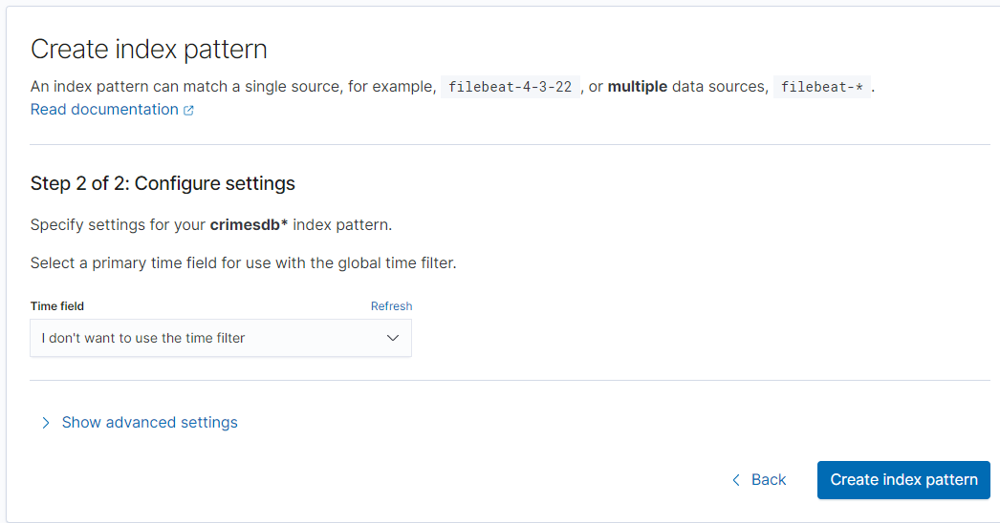 Create index pattern
An index pattern can match a single source, for example, filebeat-4-3-22 , or multiple data sources, filebeat-* .
Read documentation
Step 2 of 2: Configure settings
Specify settings for your crimesdb* index pattern.
Select a primary time field for use with the global time filter.
Time field Refresh
I don't want to use the time filter
Show advanced settings
Back Create index pattern